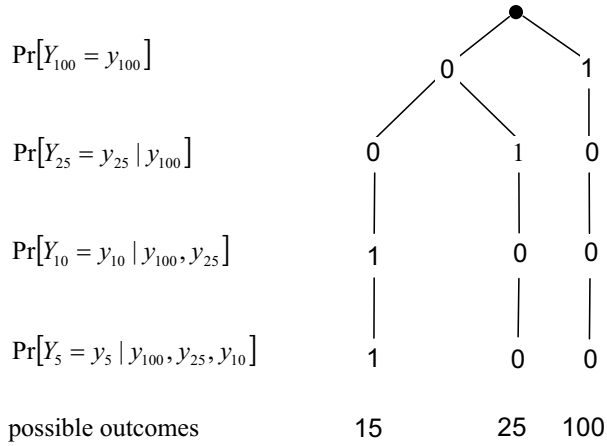 Pr[Y₁₀₀ = y₁₀₀] 0 1
Pr[Y₂₅ = y₂₅ | y₁₀₀] 0 1 0
Pr[Y₁₀ = y₁₀ | y₁₀₀, y₂₅] 1 0 0
Pr[Y₅ = y₅ | y₁₀₀, y₂₅, y₁₀] 1 0 0
possible outcomes 15 25 100